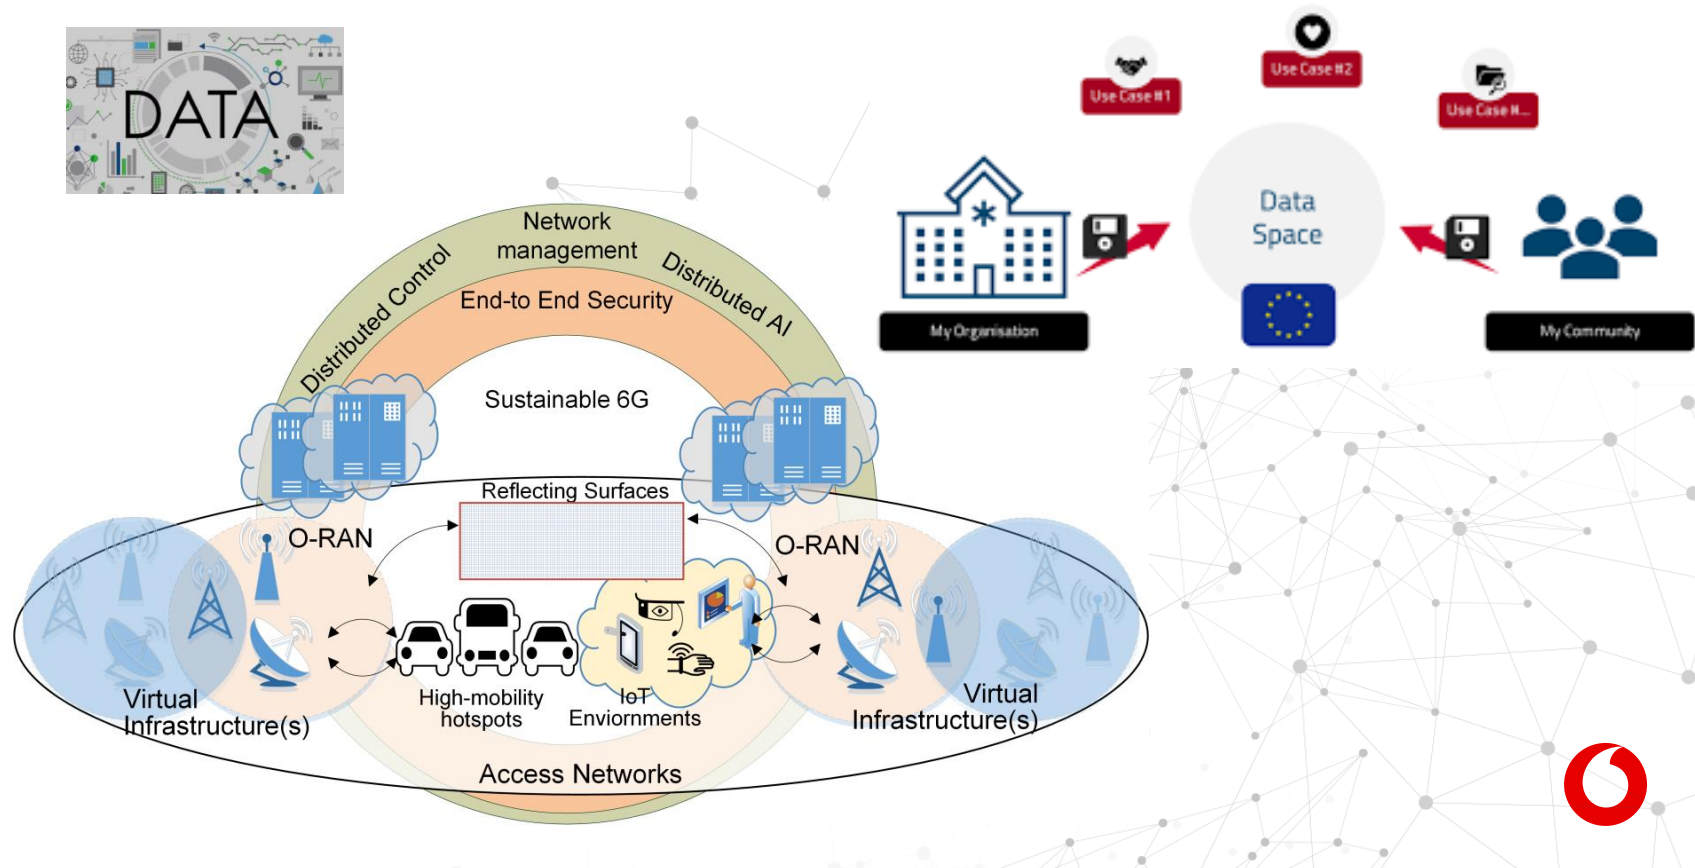 DATA
Use Case #1
Use Case #2
Use Case #...
Data
Space
My Organisation
My Community
Network
management
Distributed Control
Distributed AI
End-to End Security
Sustainable 6G
Reflecting Surfaces
O-RAN
O-RAN
High-mobility
hotspots
IoT
Enviornments
Virtual
Infrastructure(s)
Virtual
Infrastructure(s)
Access Networks